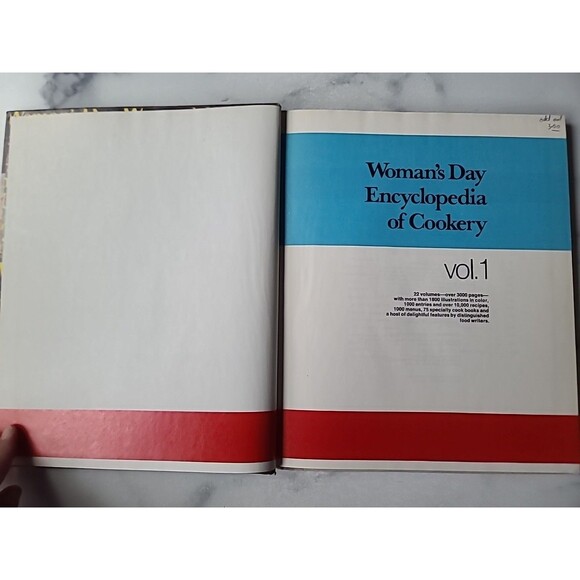 Woman's Day
Encyclopedia
of Cookery
vol.1
22 volumes—over 3000 pages—
with more than 1800 illustrations in color,
1000 entries and over 10,000 recipes,
1000 menus, 75 specialty cook books and
a host of delightful features by distinguished
food writers.